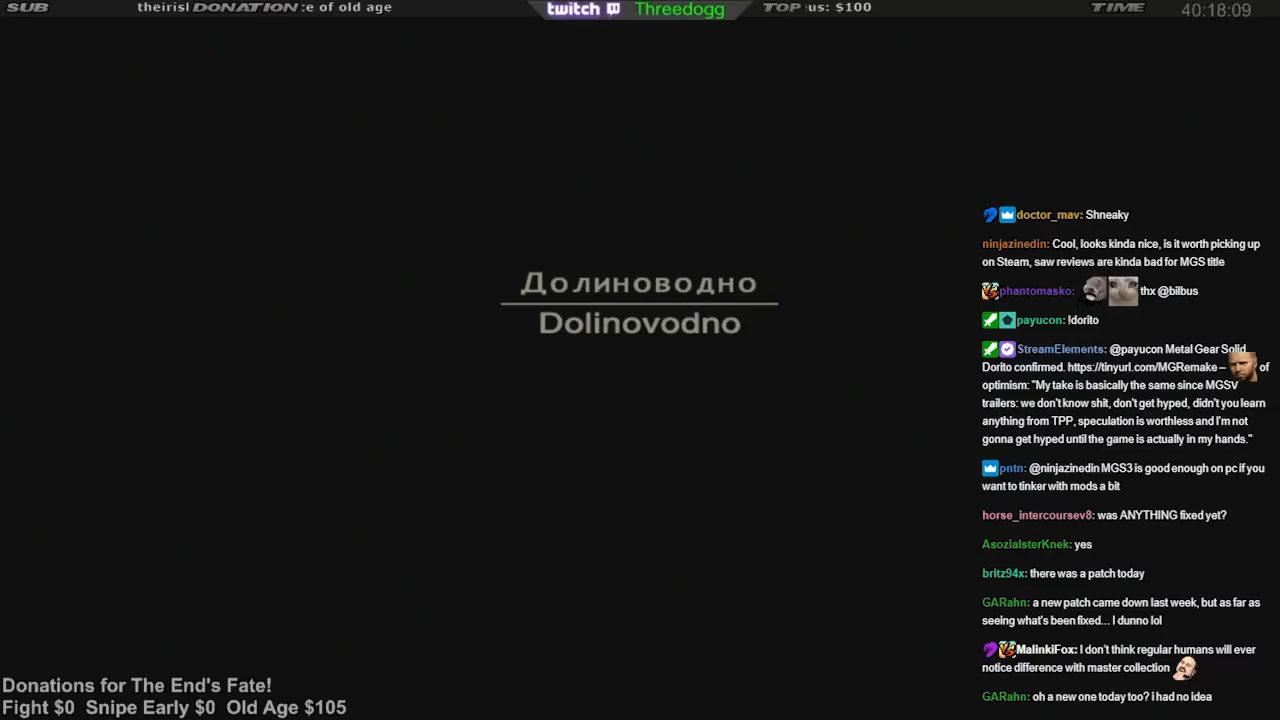 SUB theirisl DONATION :e of old age twitch Threedogg TOP :us: $100 TIME 40:18:09
Долиноводно
Dolinovodno
doctor_mav: Shneaky
ninjazinedin: Cool, looks kinda nice, is it worth picking up
on Steam, saw reviews are kinda bad for MGS title
phantomasko: thx @bilbus
payucon: !dorito
StreamElements: @payucon Metal Gear Solid
Dorito confirmed. https://tinyurl.com/MGRemake – of
optimism: "My take is basically the same since MGSV
trailers: we don't know shit, don't get hyped, didn't you learn
anything from TPP, speculation is worthless and I'm not
gonna get hyped until the game is actually in my hands."
pntn: @ninjazinedin MGS3 is good enough on pc if you
want to tinker with mods a bit
horse_intercoursev8: was ANYTHING fixed yet?
AsozialsterKnek: yes
britz94x: there was a patch today
GARahn: a new patch came down last week, but as far as
seeing what's been fixed... I dunno lol
MalinkiFox: I don't think regular humans will ever
notice difference with master collection
GARahn: oh a new one today too? i had no idea
Donations for The End's Fate!
Fight $0 Snipe Early $0 Old Age $105